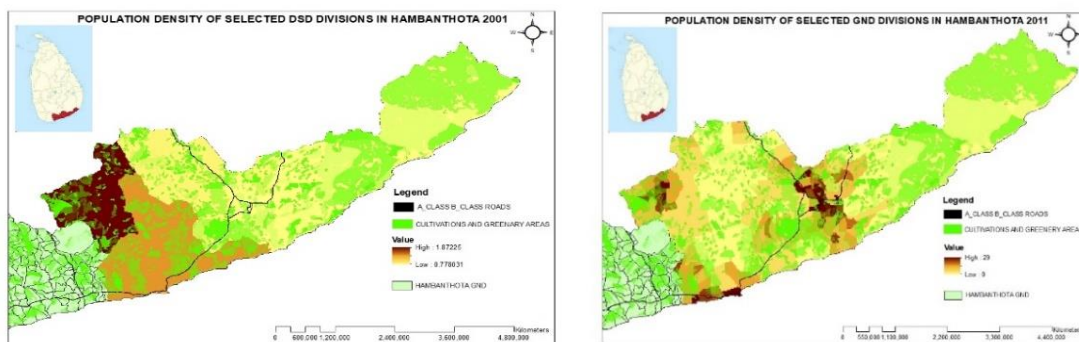 POPULATION DENSITY OF SELECTED DSD DIVISIONS IN HAMBANTHOTA 2001
N
W
E
S
Legend
A_CLASS B_CLASS ROADS
CULTIVATIONS AND GREENARY AREAS
Value
High : 1.87225
Low : 0.778031
HAMBANTHOTA GND
Kilometers
0 600,000 1,200,000 2,400,000 3,600,000 4,800,000
POPULATION DENSITY OF SELECTED GND DIVISIONS IN HAMBANTHOTA 2011
N
W
E
S
Legend
A_CLASS B_CLASS ROADS
CULTIVATIONS AND GREENERY AREA
Value
High : 29
Low : 0
HAMBANTHOTA GND
Kilometers
0 550,000 1,100,000 2,200,000 3,300,000 4,400,000